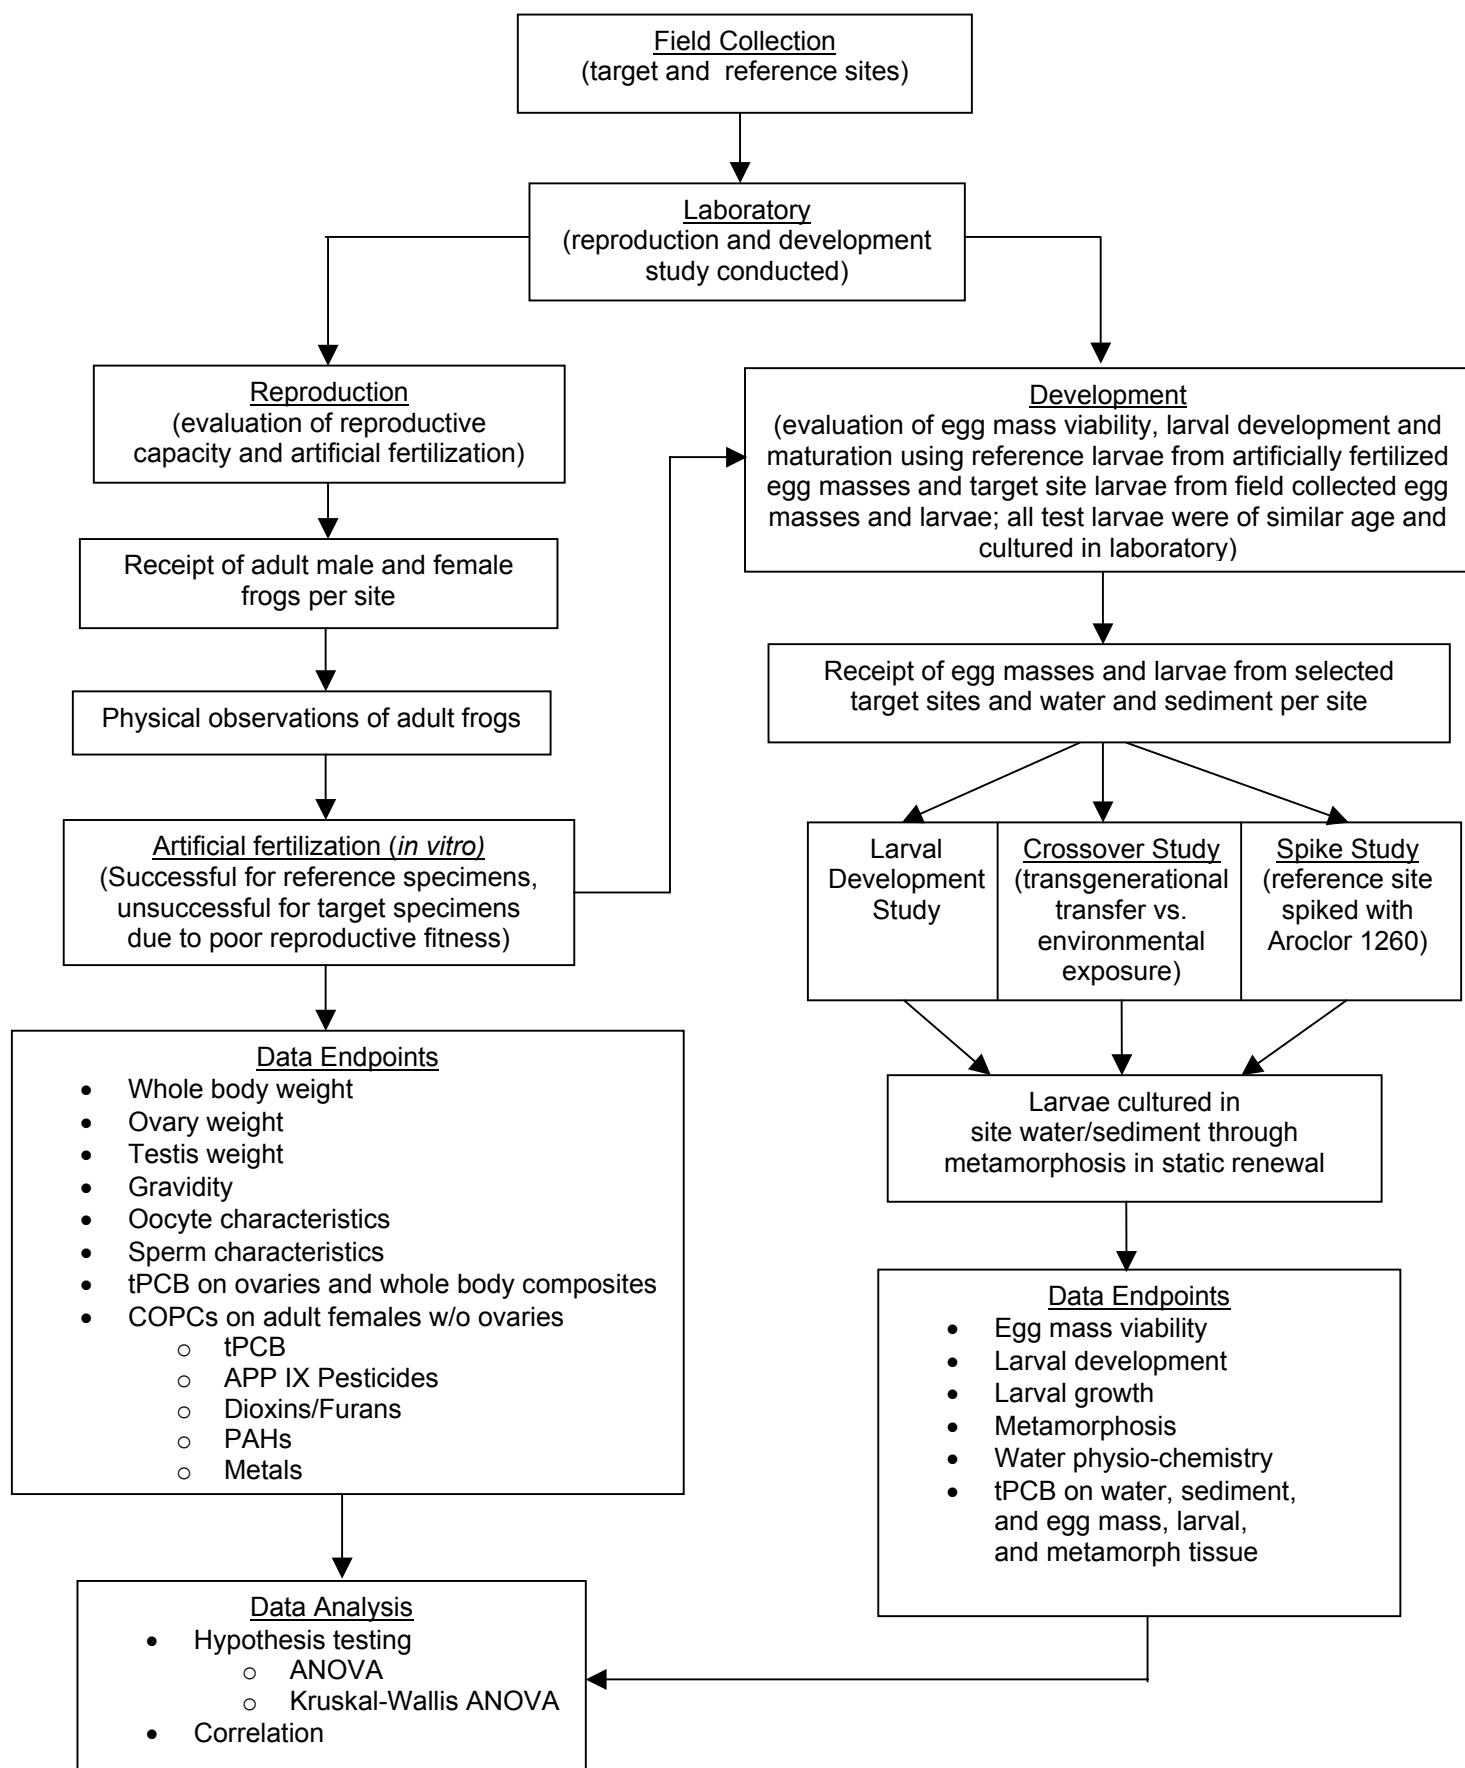 Field Collection
(target and  reference sites)
Laboratory
(reproduction and development
study conducted)
Reproduction
(evaluation of reproductive
capacity and artificial fertilization)
Receipt of adult male and female
frogs per site
Physical observations of adult frogs
Artificial fertilization (in vitro)
(Successful for reference specimens,
unsuccessful for target specimens
due to poor reproductive fitness)
Data Endpoints
• Whole body weight
• Ovary weight
• Testis weight
• Gravidity
• Oocyte characteristics
• Sperm characteristics
• tPCB on ovaries and whole body composites
• COPCs on adult females w/o ovaries
o tPCB
o APP IX Pesticides
o Dioxins/Furans
o PAHs
o Metals
Development
(evaluation of egg mass viability, larval development and
maturation using reference larvae from artificially fertilized
egg masses and target site larvae from field collected egg
masses and larvae; all test larvae were of similar age and
cultured in laboratory)
Receipt of egg masses and larvae from selected
target sites and water and sediment per site
Larval
Development
Study
Crossover Study
(transgenerational
transfer vs.
environmental
exposure)
Spike Study
(reference site
spiked with
Aroclor 1260)
Larvae cultured in
site water/sediment through
metamorphosis in static renewal
Data Endpoints
• Egg mass viability
• Larval development
• Larval growth
• Metamorphosis
• Water physio-chemistry
• tPCB on water, sediment,
and egg mass, larval,
and metamorph tissue
Data Analysis
• Hypothesis testing
o ANOVA
o Kruskal-Wallis ANOVA
• Correlation